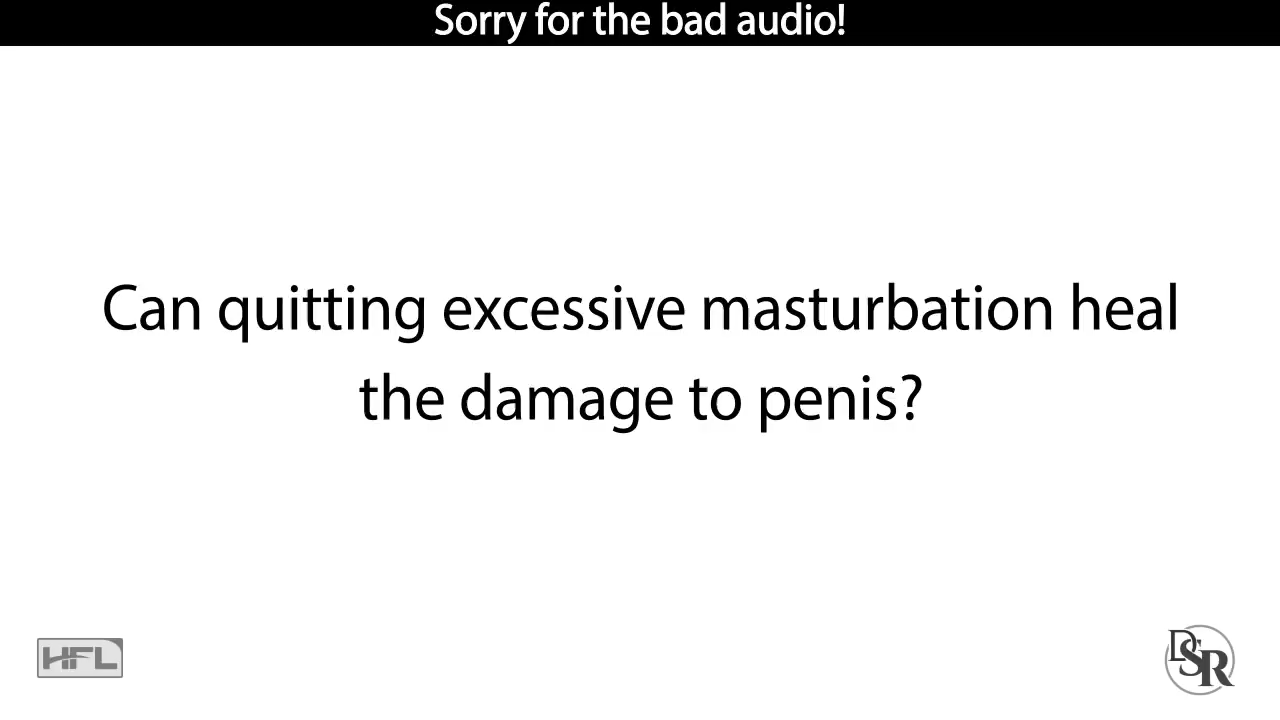 Sorry for the bad audio!
Can quitting excessive masturbation heal
the damage to penis?
HFL
DSR